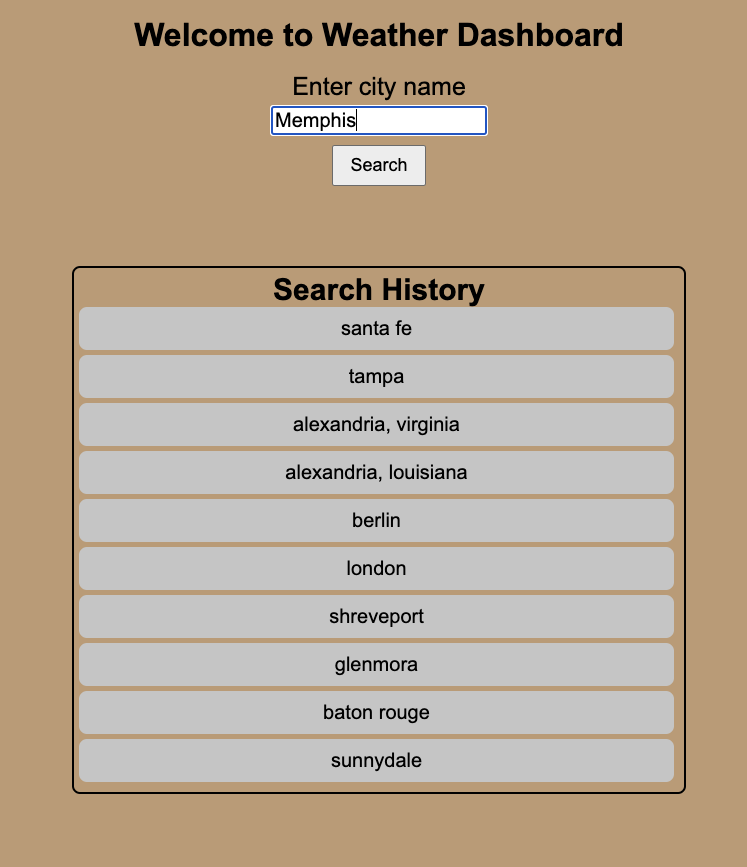 Welcome to Weather Dashboard
Enter city name
Memphis
Search
Search History
santa fe
tampa
alexandria, virginia
alexandria, louisiana
berlin
london
shreveport
glenmora
baton rouge
sunnydale